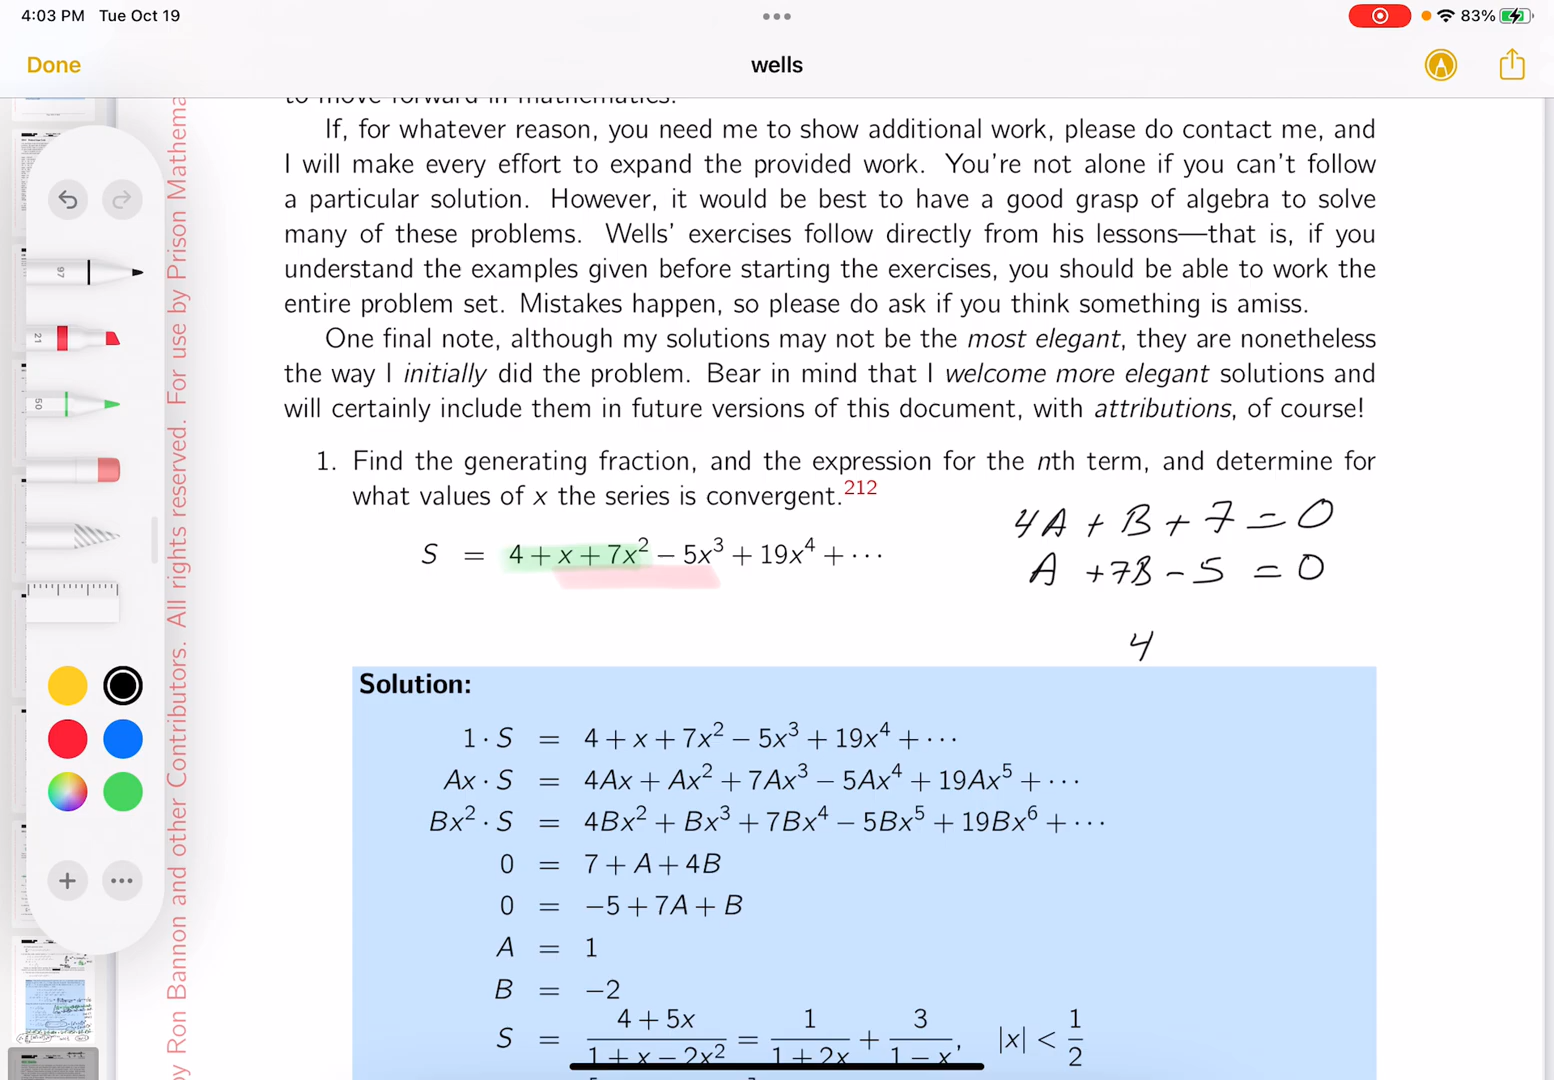 4:03 PM Tue Oct 19
83%
Done
wells
to move forward in mathematics.
If, for whatever reason, you need me to show additional work, please do contact me, and
I will make every effort to expand the provided work. You're not alone if you can't follow
a particular solution. However, it would be best to have a good grasp of algebra to solve
many of these problems. Wells' exercises follow directly from his lessons—that is, if you
understand the examples given before starting the exercises, you should be able to work the
entire problem set. Mistakes happen, so please do ask if you think something is amiss.
One final note, although my solutions may not be the most elegant, they are nonetheless
the way I initially did the problem. Bear in mind that I welcome more elegant solutions and
will certainly include them in future versions of this document, with attributions, of course!
1. Find the generating fraction, and the expression for the nth term, and determine for
what values of x the series is convergent.²¹²
S = 4 + x + 7x² − 5x³ + 19x⁴ + ⋯
4A + B + 7 = 0
A + 7B − 5 = 0
4
Solution:
1 · S = 4 + x + 7x² − 5x³ + 19x⁴ + ⋯
Ax · S = 4Ax + Ax² + 7Ax³ − 5Ax⁴ + 19Ax⁵ + ⋯
Bx² · S = 4Bx² + Bx³ + 7Bx⁴ − 5Bx⁵ + 19Bx⁶ + ⋯
0 = 7 + A + 4B
0 = −5 + 7A + B
A = 1
B = −2
S = (4 + 5x)/(1 + x − 2x²) = 1/(1 + 2x) + 3/(1 − x), |x| < 1/2
by Ron Bannon and other Contributors. All rights reserved. For use by Prison Mathema
97
21
50